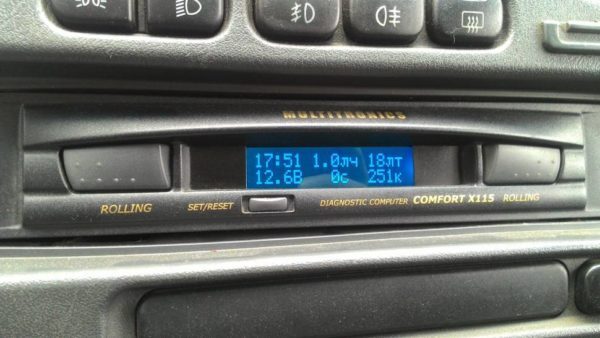 MULTITRONICS
17:51 1.0лч 18лт
12.6В 0с 251к
ROLLING SET/RESET DIAGNOSTIC COMPUTER COMFORT X115 ROLLING